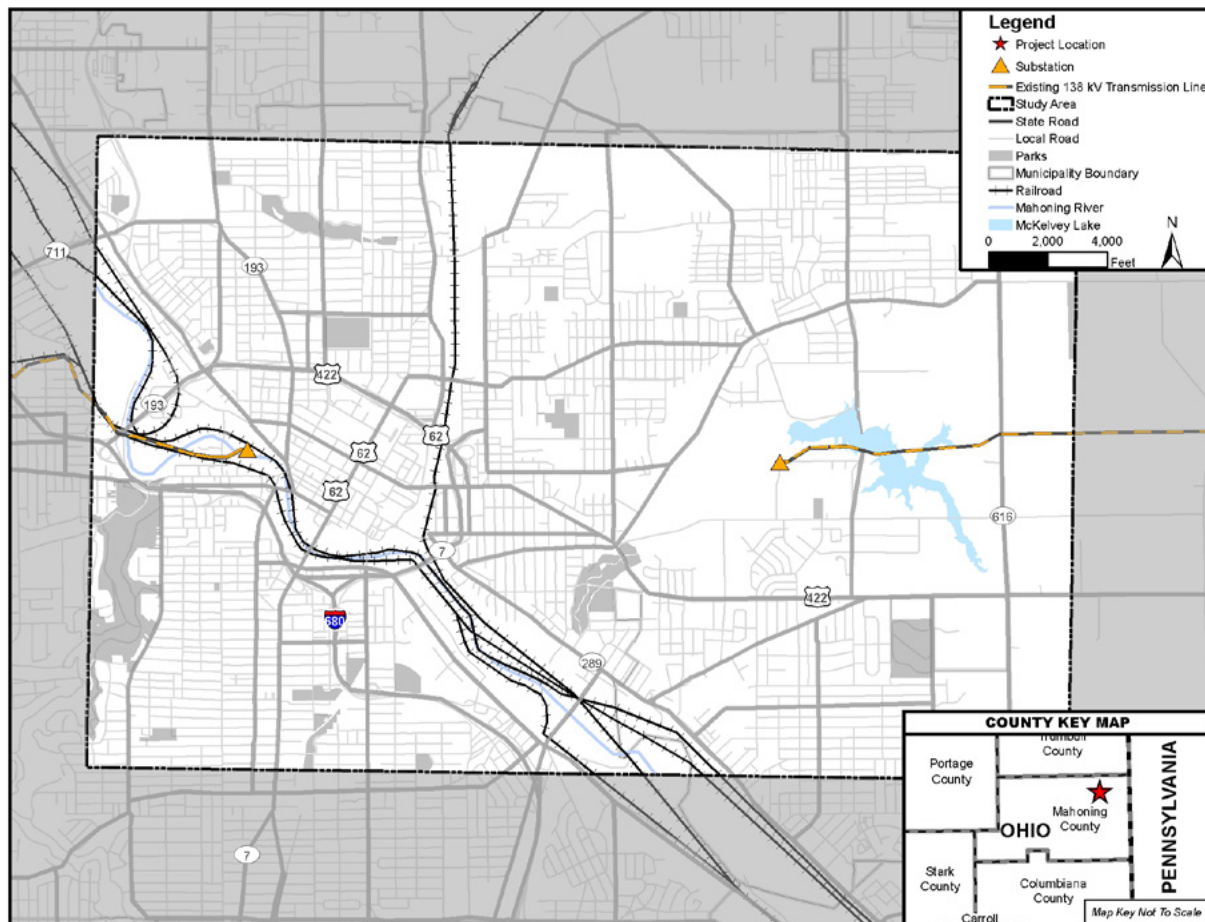 Legend
Project Location
Substation
Existing 138 kV Transmission Line
Study Area
State Road
Local Road
Parks
Municipality Boundary
Railroad
Mahoning River
McKelvey Lake
N
0 2,000 4,000
Feet
711
193
422
193
62
62
62
616
7
422
680
289
7
COUNTY KEY MAP
Trumbull
County
Portage
County
Mahoning
County
OHIO
PENNSYLVANIA
Stark
County
Columbiana
County
Carroll
Map Key Not To Scale